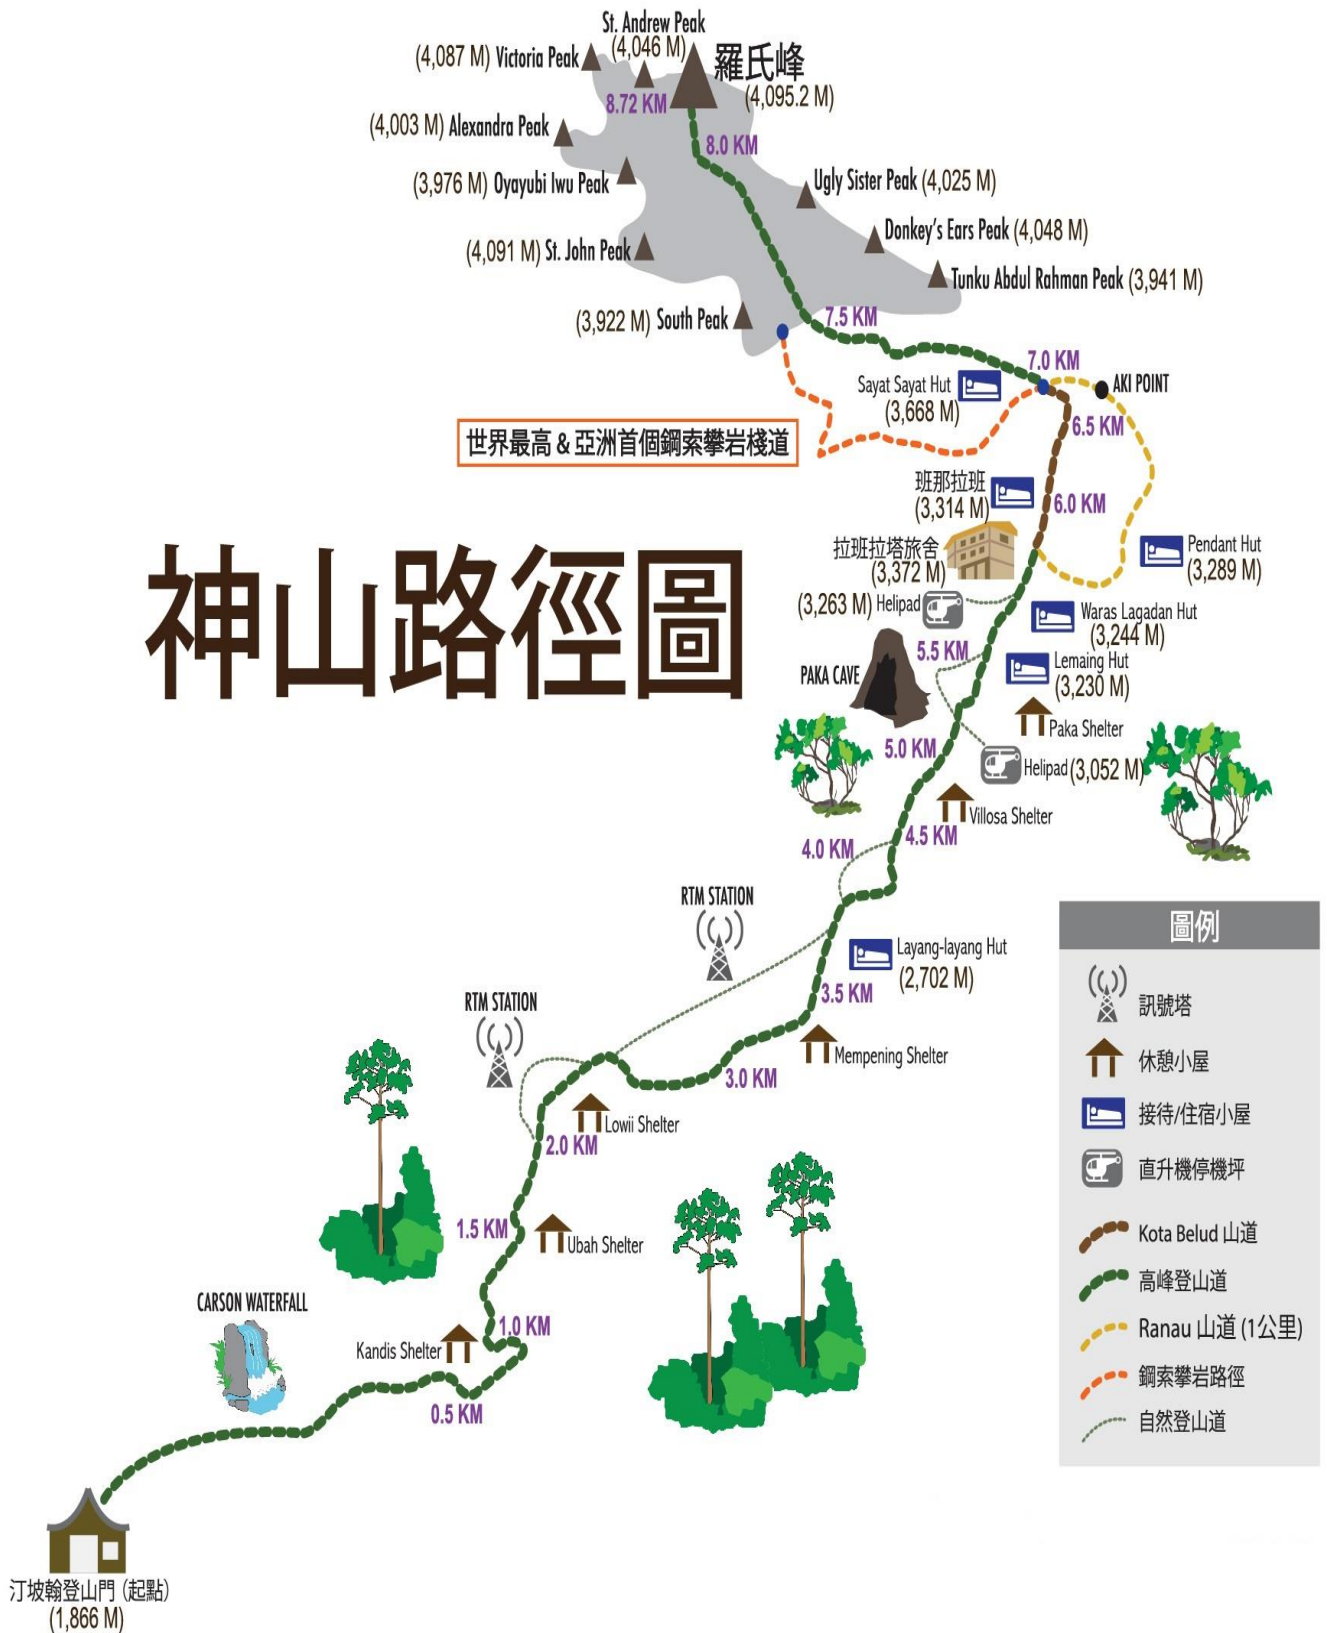 St. Andrew Peak
(4,046 M)
(4,087 M) Victoria Peak
羅氏峰
(4,095.2 M)
8.72 KM
(4,003 M) Alexandra Peak
8.0 KM
(3,976 M) Oyayubi Iwu Peak
Ugly Sister Peak (4,025 M)
(4,091 M) St. John Peak
Donkey's Ears Peak (4,048 M)
Tunku Abdul Rahman Peak (3,941 M)
(3,922 M) South Peak
7.5 KM
7.0 KM
Sayat Sayat Hut
(3,668 M)
AKI POINT
6.5 KM
世界最高 & 亞洲首個鋼索攀岩棧道
班那拉班
(3,314 M)
6.0 KM
拉班拉塔旅舍
(3,372 M)
Pendant Hut
(3,289 M)
神山路徑圖
(3,263 M) Helipad
Waras Lagadan Hut
(3,244 M)
5.5 KM
Lemaing Hut
(3,230 M)
PAKA CAVE
Paka Shelter
5.0 KM
Helipad (3,052 M)
Villosa Shelter
4.5 KM
4.0 KM
RTM STATION
Layang-layang Hut
(2,702 M)
3.5 KM
RTM STATION
Mempening Shelter
3.0 KM
Lowii Shelter
2.0 KM
1.5 KM
Ubah Shelter
CARSON WATERFALL
1.0 KM
Kandis Shelter
0.5 KM
汀坡翰登山門 (起點)
(1,866 M)
圖例
訊號塔
休憩小屋
接待/住宿小屋
直升機停機坪
Kota Belud 山道
高峰登山道
Ranau 山道 (1公里)
鋼索攀岩路徑
自然登山道